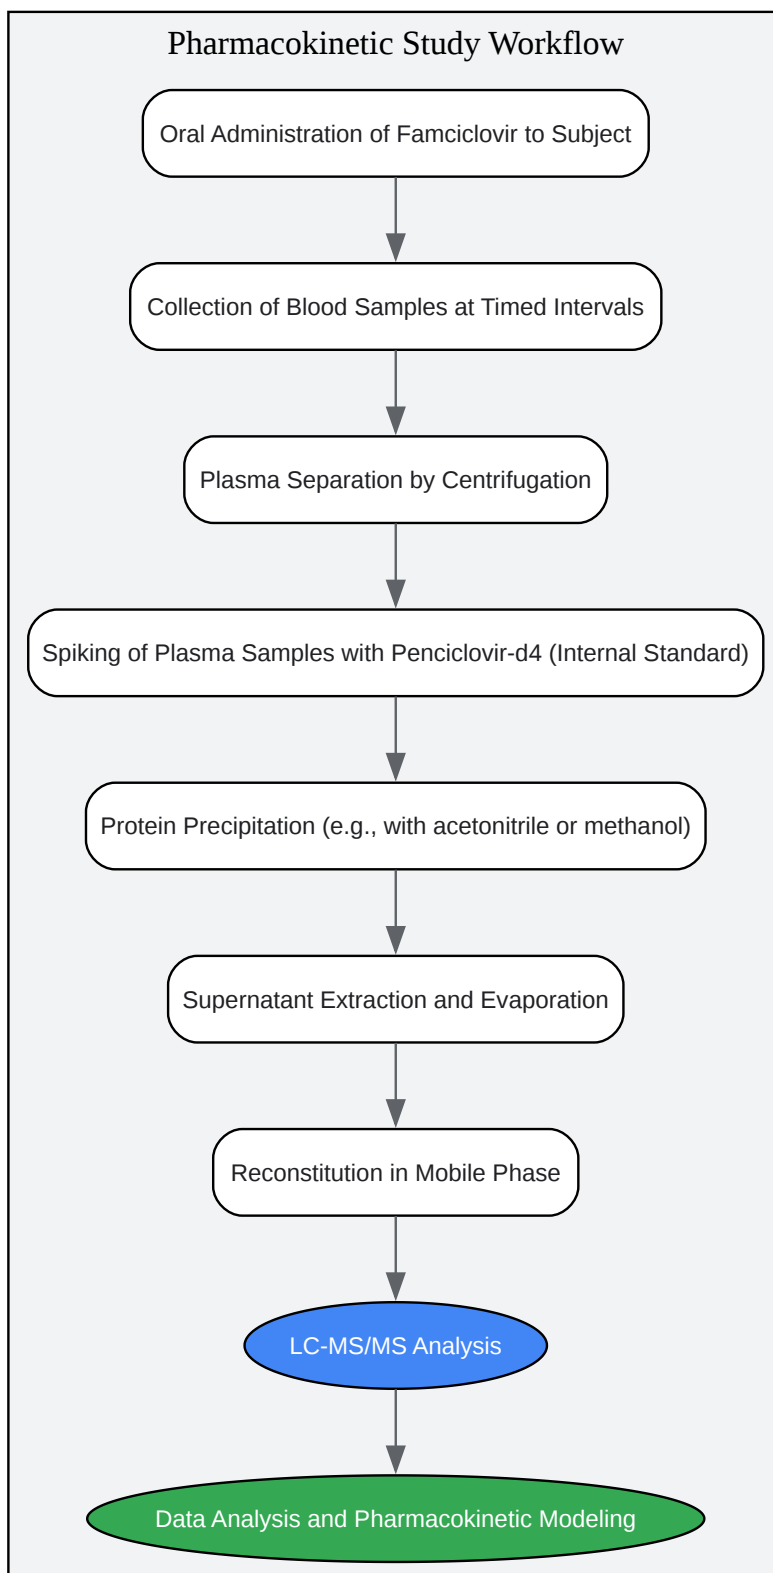 Pharmacokinetic Study Workflow
Oral Administration of Famciclovir to Subject
Collection of Blood Samples at Timed Intervals
Plasma Separation by Centrifugation
Spiking of Plasma Samples with Penciclovir-d4 (Internal Standard)
Protein Precipitation (e.g., with acetonitrile or methanol)
Supernatant Extraction and Evaporation
Reconstitution in Mobile Phase
LC-MS/MS Analysis
Data Analysis and Pharmacokinetic Modeling